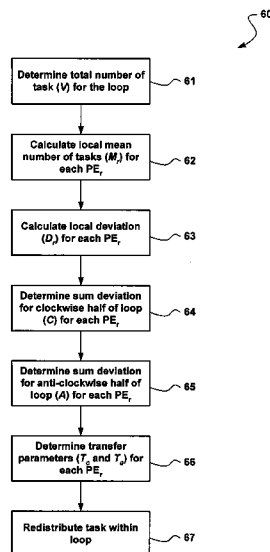 60
Determine total number of
task (V) for the loop
61
Calculate local mean
number of tasks (Mr) for
each PEr
62
Calculate local deviation
(Dr) for each PEr
63
Determine sum deviation
for clockwise half of loop
(C) for each PEr
64
Determine sum deviation
for anti-clockwise half of
loop (A) for each PEr
65
Determine transfer
parameters (Tc and Ta) for
each PEr
66
Redistribute task within
loop
67